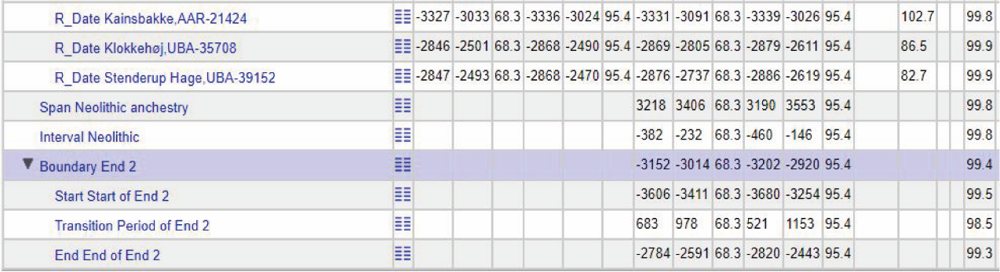 R_Date Kainsbakke,AAR-21424 -3327 -3033 68.3 -3336 -3024 95.4 -3331 -3091 68.3 -3339 -3026 95.4 102.7 99.8
R_Date Klokkehøj,UBA-35708 -2846 -2501 68.3 -2868 -2490 95.4 -2869 -2805 68.3 -2879 -2611 95.4 86.5 99.9
R_Date Stenderup Hage,UBA-39152 -2847 -2493 68.3 -2868 -2470 95.4 -2876 -2737 68.3 -2886 -2619 95.4 82.7 99.9
Span Neolithic anchestry 3218 3406 68.3 3190 3553 95.4 99.8
Interval Neolithic -382 -232 68.3 -460 -146 95.4 99.8
▼ Boundary End 2 -3152 -3014 68.3 -3202 -2920 95.4 99.4
Start Start of End 2 -3606 -3411 68.3 -3680 -3254 95.4 99.5
Transition Period of End 2 683 978 68.3 521 1153 95.4 98.5
End End of End 2 -2784 -2591 68.3 -2820 -2443 95.4 99.3